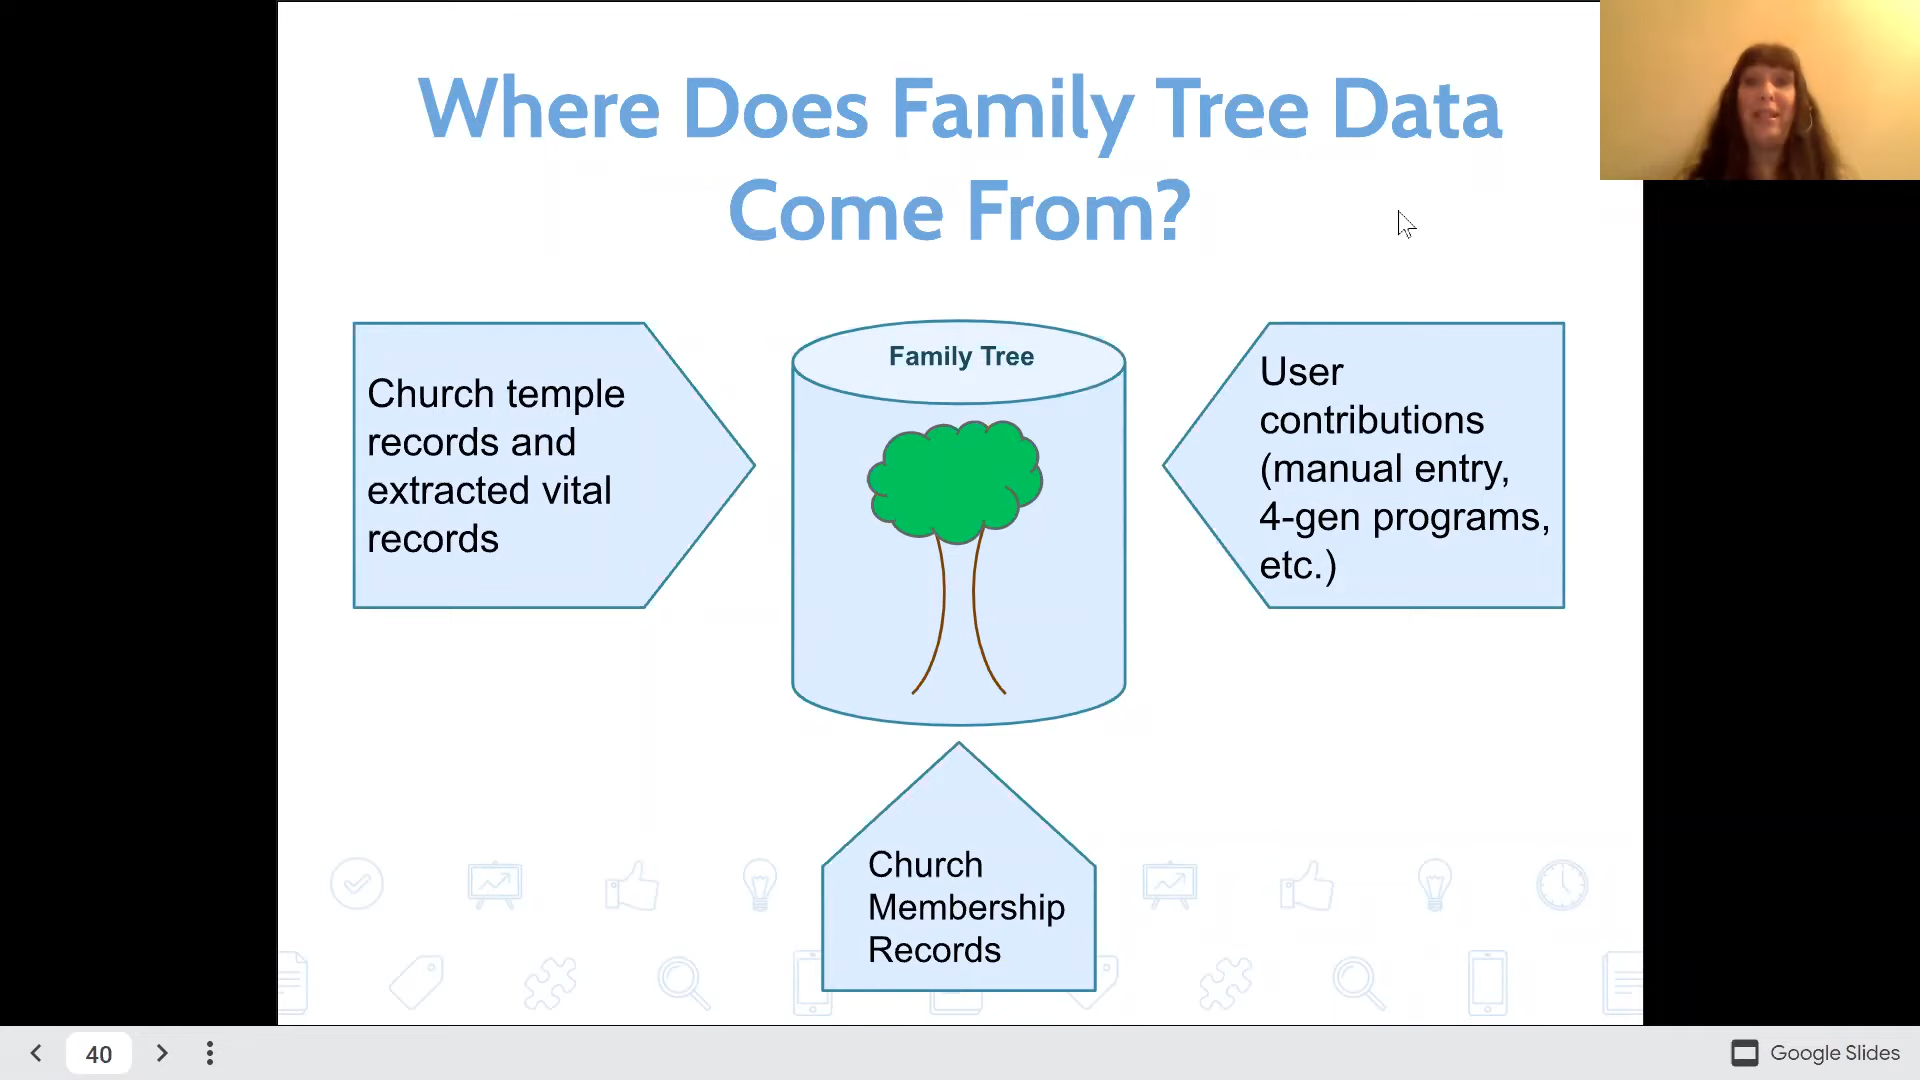 Where Does Family Tree Data
Come From?
Church temple
records and
extracted vital
records
Family Tree
User
contributions
(manual entry,
4-gen programs,
etc.)
Church
Membership
Records
40
Google Slides